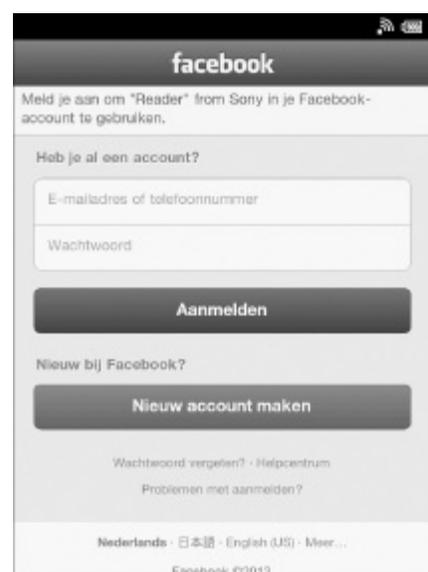 facebook
Meld je aan om "Reader" from Sony in je Facebook-
account te gebruiken.
Heb je al een account?
E-mailadres of telefoonnummer
Wachtwoord
Aanmelden
Nieuw bij Facebook?
Nieuw account maken
Wachtwoord vergeten? · Helpcentrum
Problemen met aanmelden?
Nederlands · 日本語 · English (US) · Meer...
Facebook ©2013